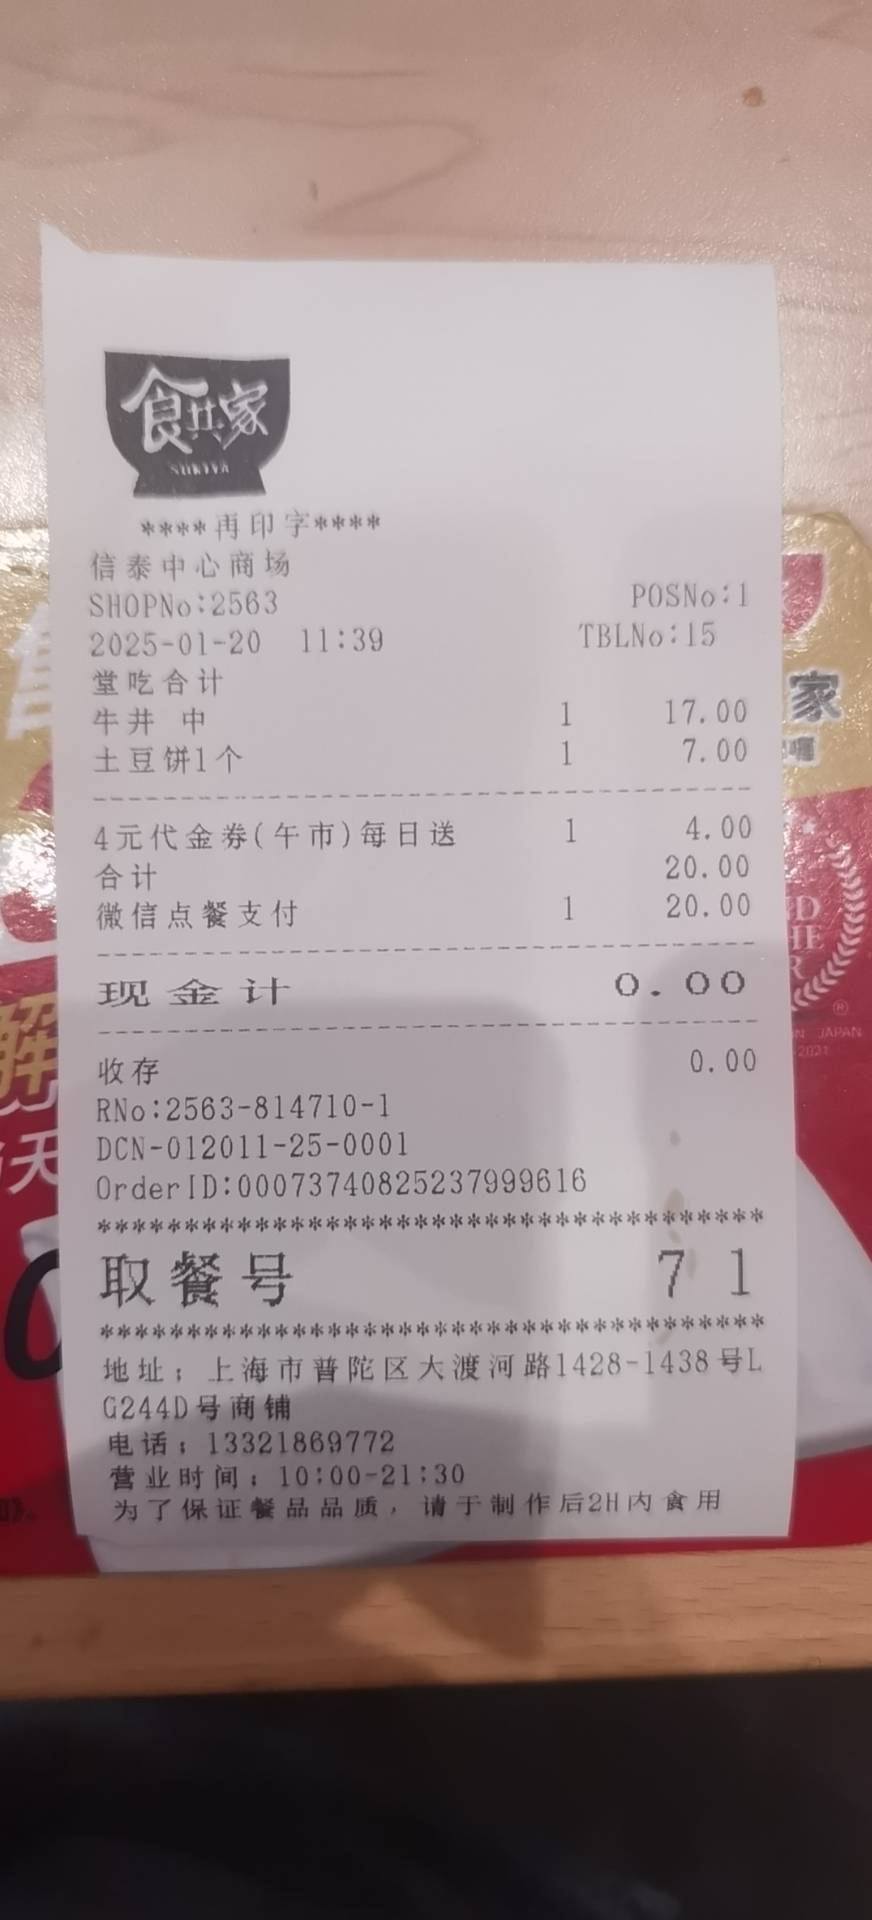 食其家
SUKIYA
****再印字****
信泰中心商场
SHOPNo:2563 POSNo:1
2025-01-20 11:39 TBLNo:15
堂吃合计
牛丼 中 1 17.00
土豆饼1个 1 7.00
4元代金券(午市)每日送 1 4.00
合计 20.00
微信点餐支付 1 20.00
现金计 0.00
收存 0.00
RNo:2563-814710-1
DCN-012011-25-0001
OrderID:00073740825237999616
****************************************
取餐号 71
****************************************
地址：上海市普陀区大渡河路1428-1438号L
G244D号商铺
电话：13321869772
营业时间：10:00-21:30
为了保证餐品品质，请于制作后2H内食用
家
解
天
JAPAN
2021